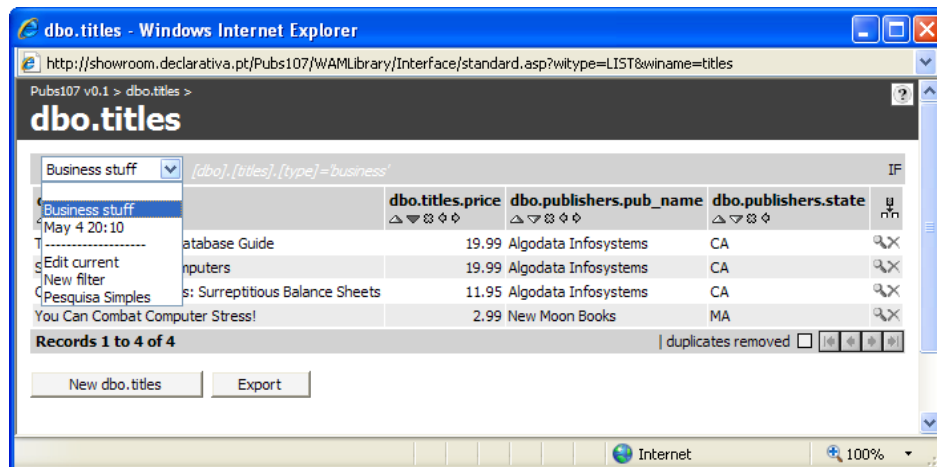 dbo.titles - Windows Internet Explorer
http://showroom.declarativa.pt/Pubs107/WAMLibrary/Interface/standard.asp?witype=LIST&winame=titles
Pubs107 v0.1 > dbo.titles >
dbo.titles
Business stuff [dbo].[titles].[type]='business' IF
dbo.titles.price dbo.publishers.pub_name dbo.publishers.state
Business stuff
May 4 20:10
--------------------
Edit current
New filter
Pesquisa Simples
atabase Guide 19.99 Algodata Infosystems CA
mputers 19.99 Algodata Infosystems CA
s: Surreptitious Balance Sheets 11.95 Algodata Infosystems CA
You Can Combat Computer Stress! 2.99 New Moon Books MA
Records 1 to 4 of 4 | duplicates removed
New dbo.titles Export
Internet 100%